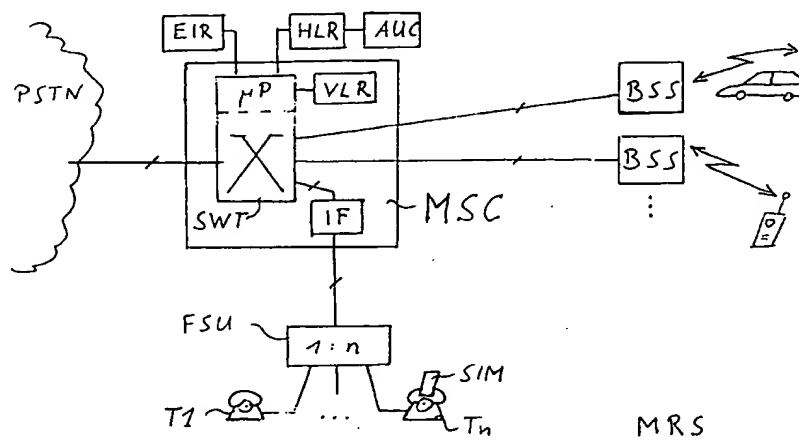 EIR
HLR
AUC
PSTN
µP
VLR
BSS
BSS
SWT
IF
MSC
FSU
1:n
SIM
T1
...
Tn
MRS